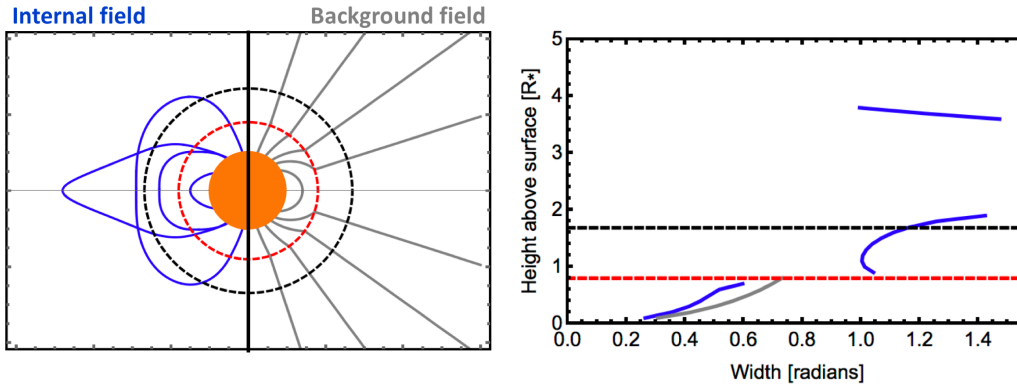 Internal field
Background field
Height above surface [R*]
5
4
3
2
1
0
0.0 0.2 0.4 0.6 0.8 1.0 1.2 1.4
Width [radians]